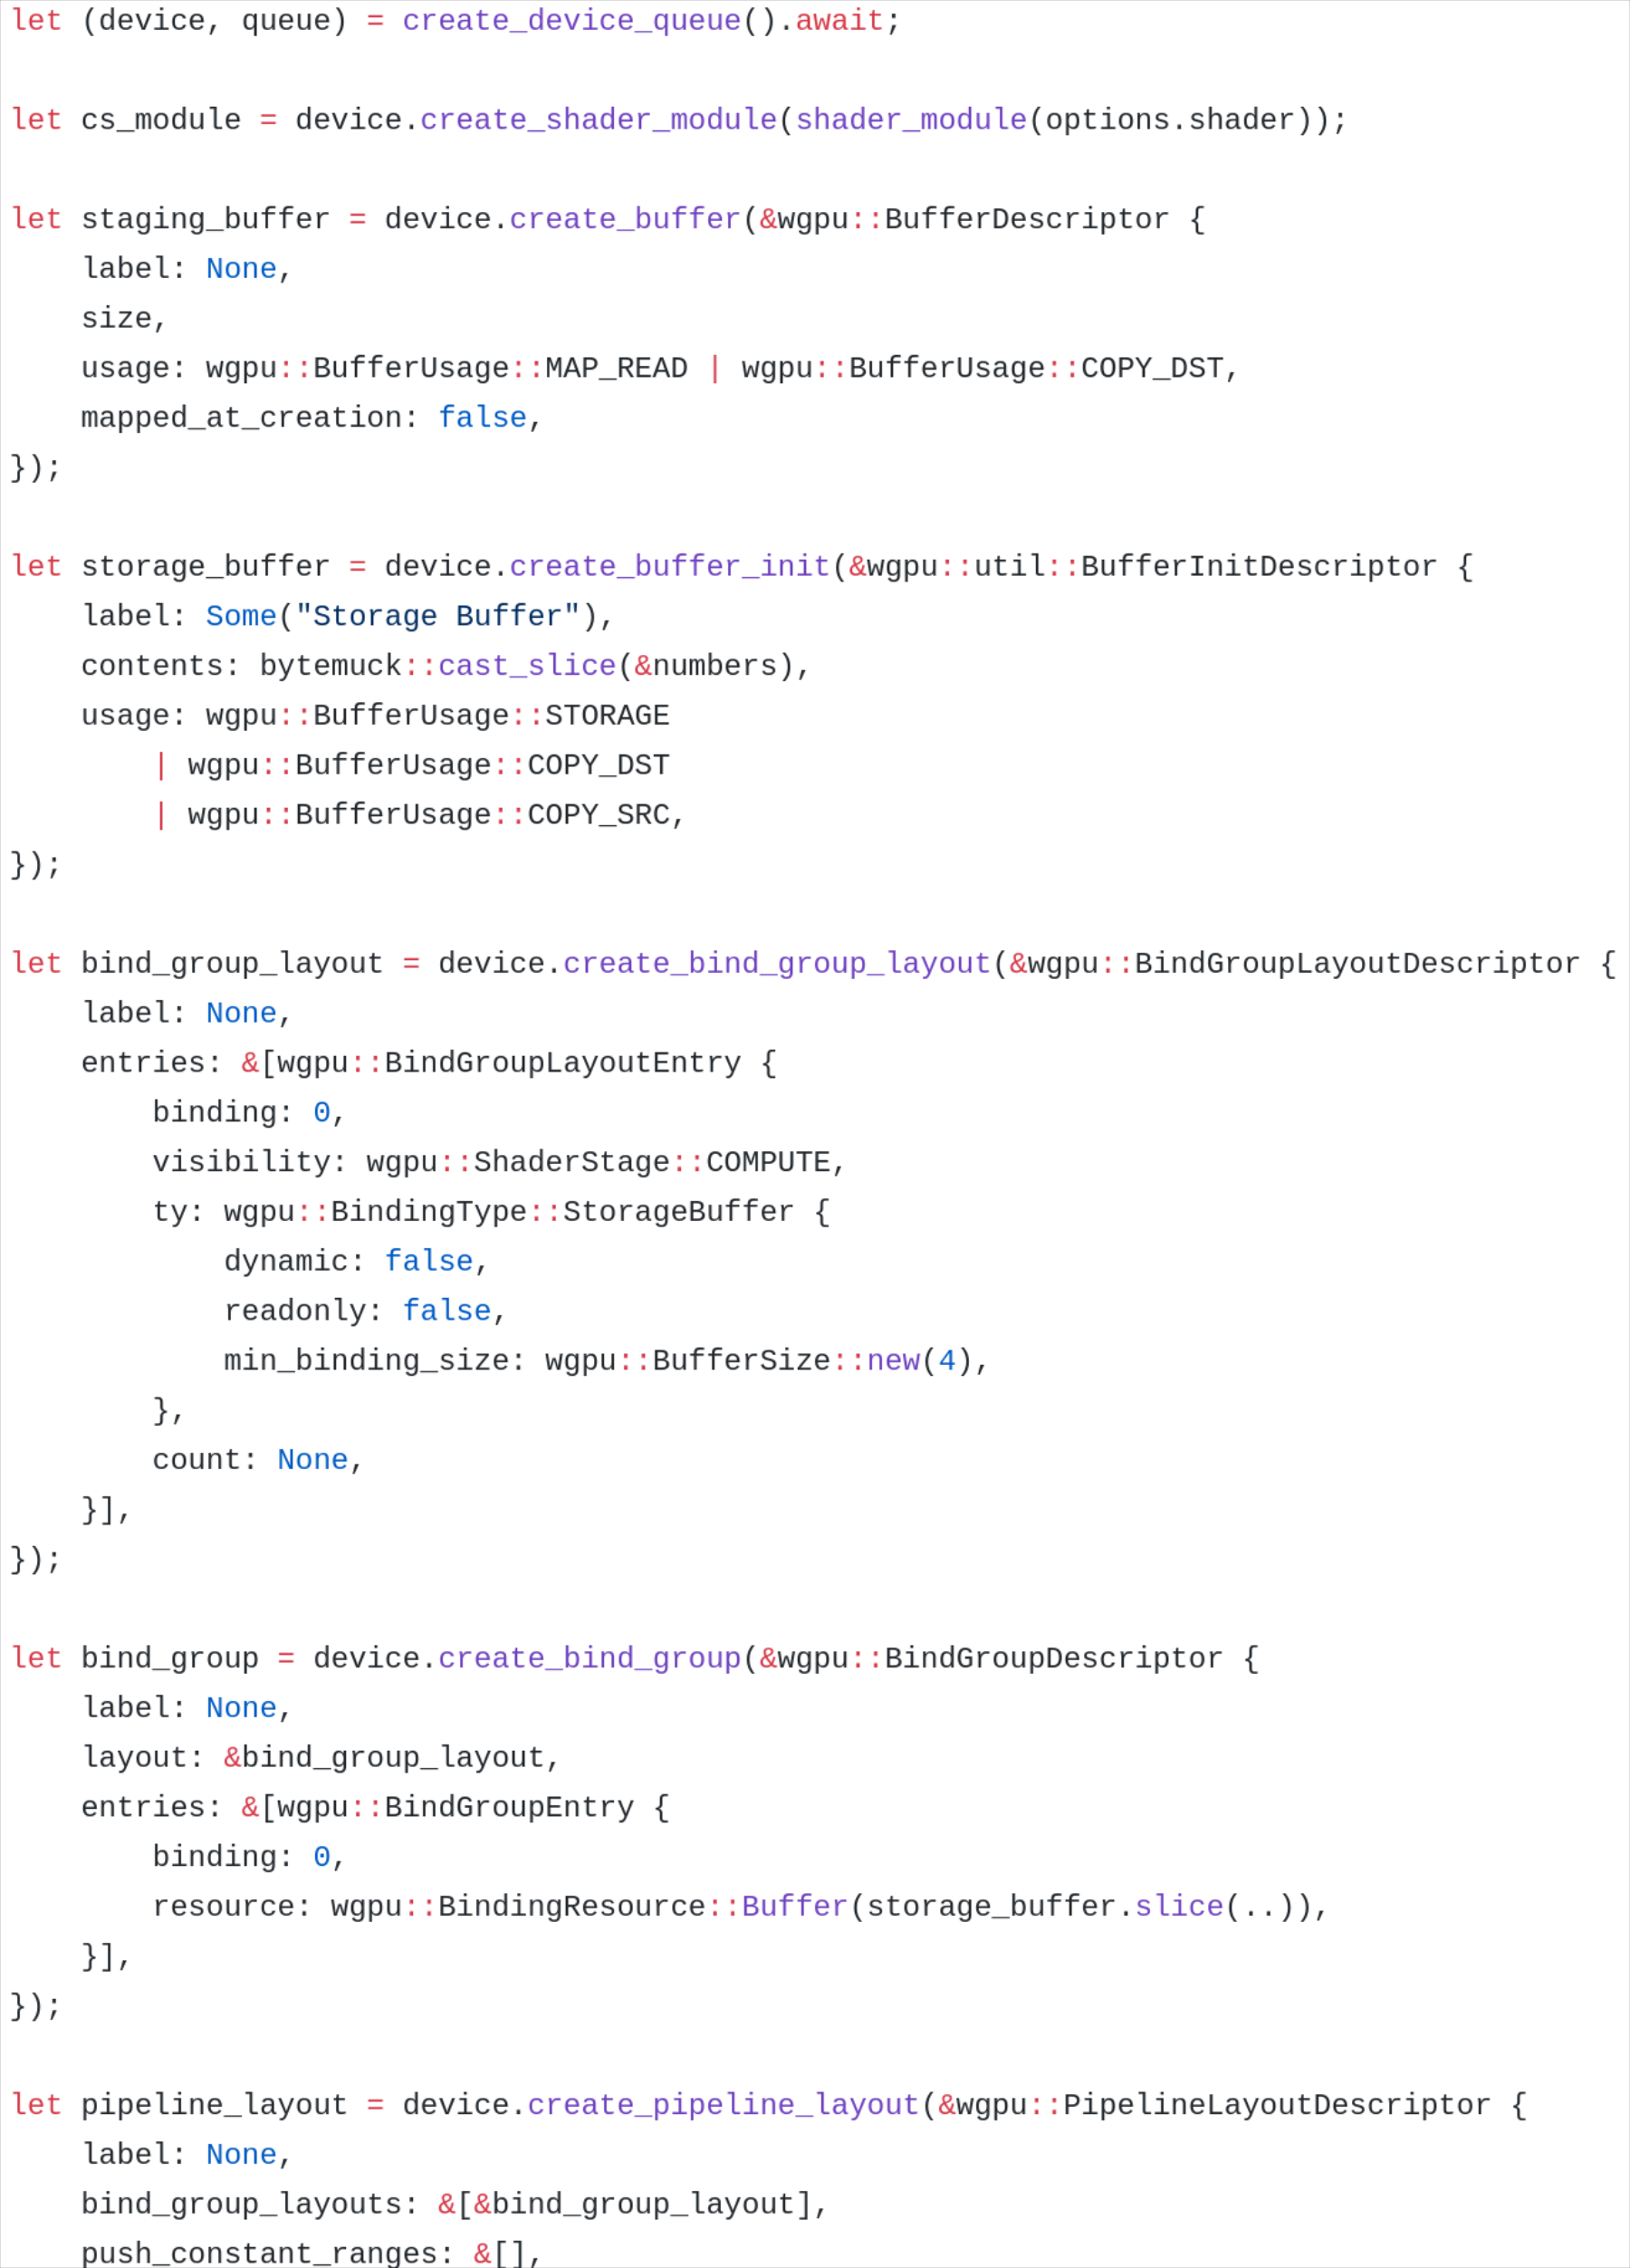 let (device, queue) = create_device_queue().await;

let cs_module = device.create_shader_module(shader_module(options.shader));

let staging_buffer = device.create_buffer(&wgpu::BufferDescriptor {
    label: None,
    size,
    usage: wgpu::BufferUsage::MAP_READ | wgpu::BufferUsage::COPY_DST,
    mapped_at_creation: false,
});

let storage_buffer = device.create_buffer_init(&wgpu::util::BufferInitDescriptor {
    label: Some("Storage Buffer"),
    contents: bytemuck::cast_slice(&numbers),
    usage: wgpu::BufferUsage::STORAGE
        | wgpu::BufferUsage::COPY_DST
        | wgpu::BufferUsage::COPY_SRC,
});

let bind_group_layout = device.create_bind_group_layout(&wgpu::BindGroupLayoutDescriptor {
    label: None,
    entries: &[wgpu::BindGroupLayoutEntry {
        binding: 0,
        visibility: wgpu::ShaderStage::COMPUTE,
        ty: wgpu::BindingType::StorageBuffer {
            dynamic: false,
            readonly: false,
            min_binding_size: wgpu::BufferSize::new(4),
        },
        count: None,
    }],
});

let bind_group = device.create_bind_group(&wgpu::BindGroupDescriptor {
    label: None,
    layout: &bind_group_layout,
    entries: &[wgpu::BindGroupEntry {
        binding: 0,
        resource: wgpu::BindingResource::Buffer(storage_buffer.slice(..)),
    }],
});

let pipeline_layout = device.create_pipeline_layout(&wgpu::PipelineLayoutDescriptor {
    label: None,
    bind_group_layouts: &[&bind_group_layout],
    push_constant_ranges: &[],